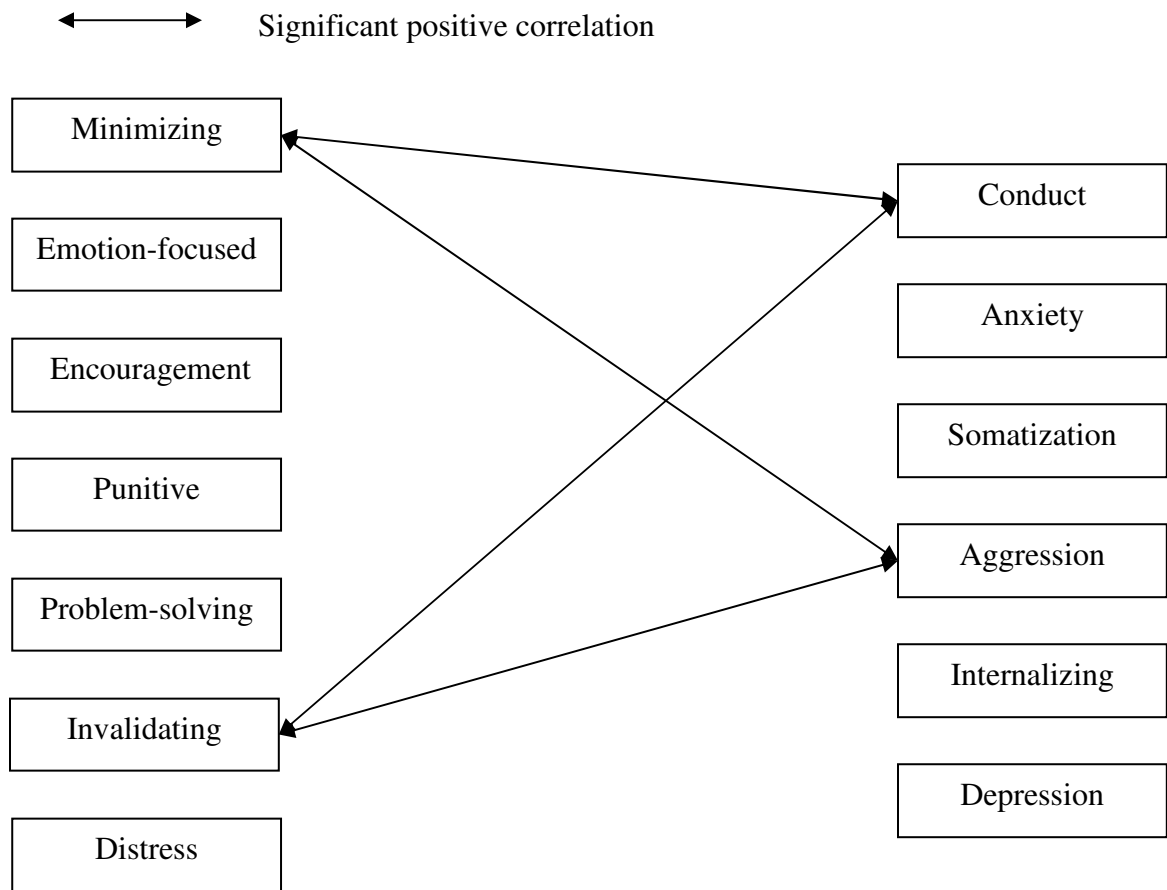 Significant positive correlation
Minimizing
Emotion-focused
Encouragement
Punitive
Problem-solving
Invalidating
Distress
Conduct
Anxiety
Somatization
Aggression
Internalizing
Depression